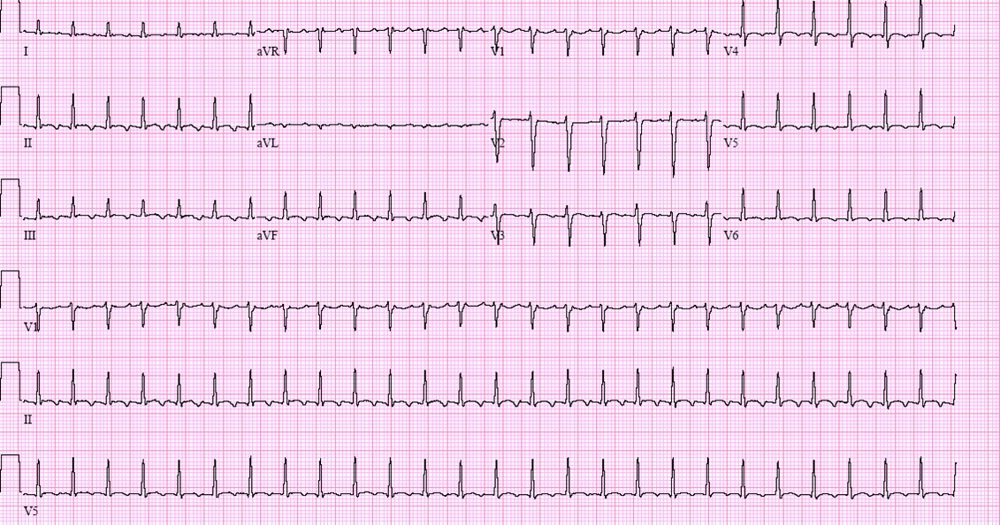 I aVR V1 V4
II aVL V2 V5
III aVF V3 V6
V1
II
V5